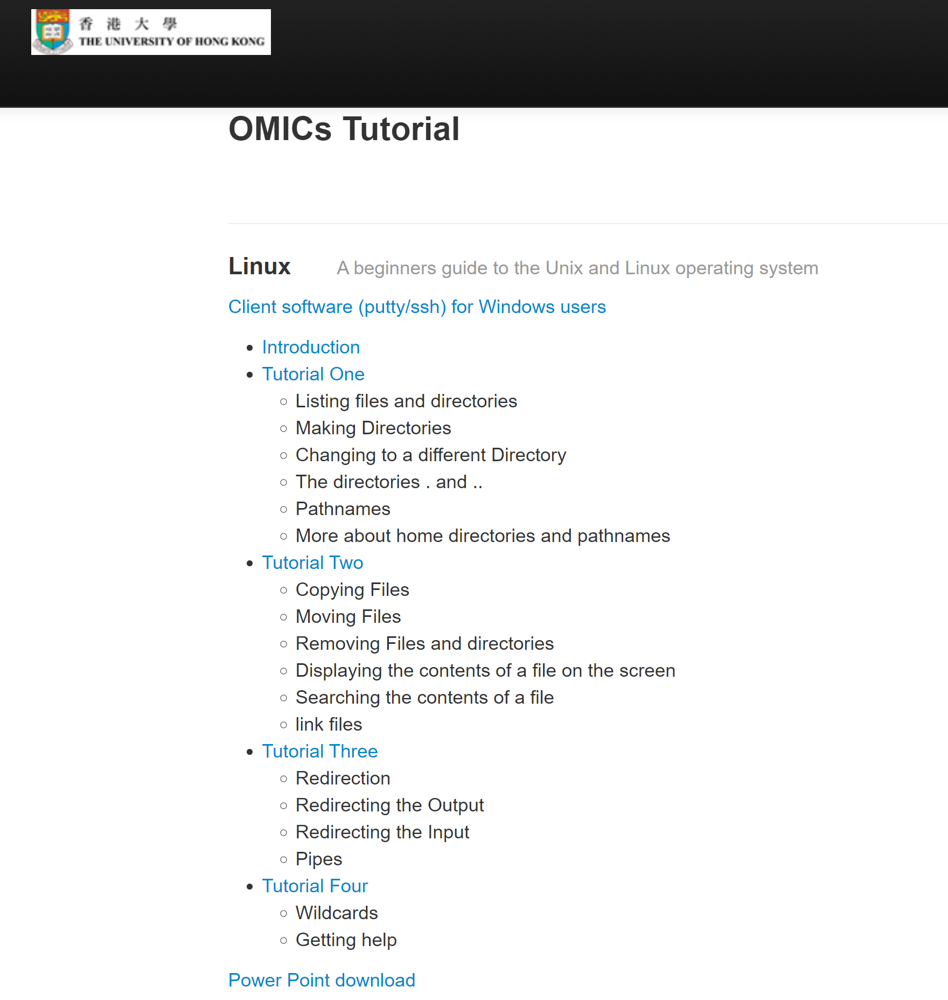 香港大學
THE UNIVERSITY OF HONG KONG
OMICs Tutorial
Linux A beginners guide to the Unix and Linux operating system
Client software (putty/ssh) for Windows users
Introduction
Tutorial One
Listing files and directories
Making Directories
Changing to a different Directory
The directories . and ..
Pathnames
More about home directories and pathnames
Tutorial Two
Copying Files
Moving Files
Removing Files and directories
Displaying the contents of a file on the screen
Searching the contents of a file
link files
Tutorial Three
Redirection
Redirecting the Output
Redirecting the Input
Pipes
Tutorial Four
Wildcards
Getting help
Power Point download